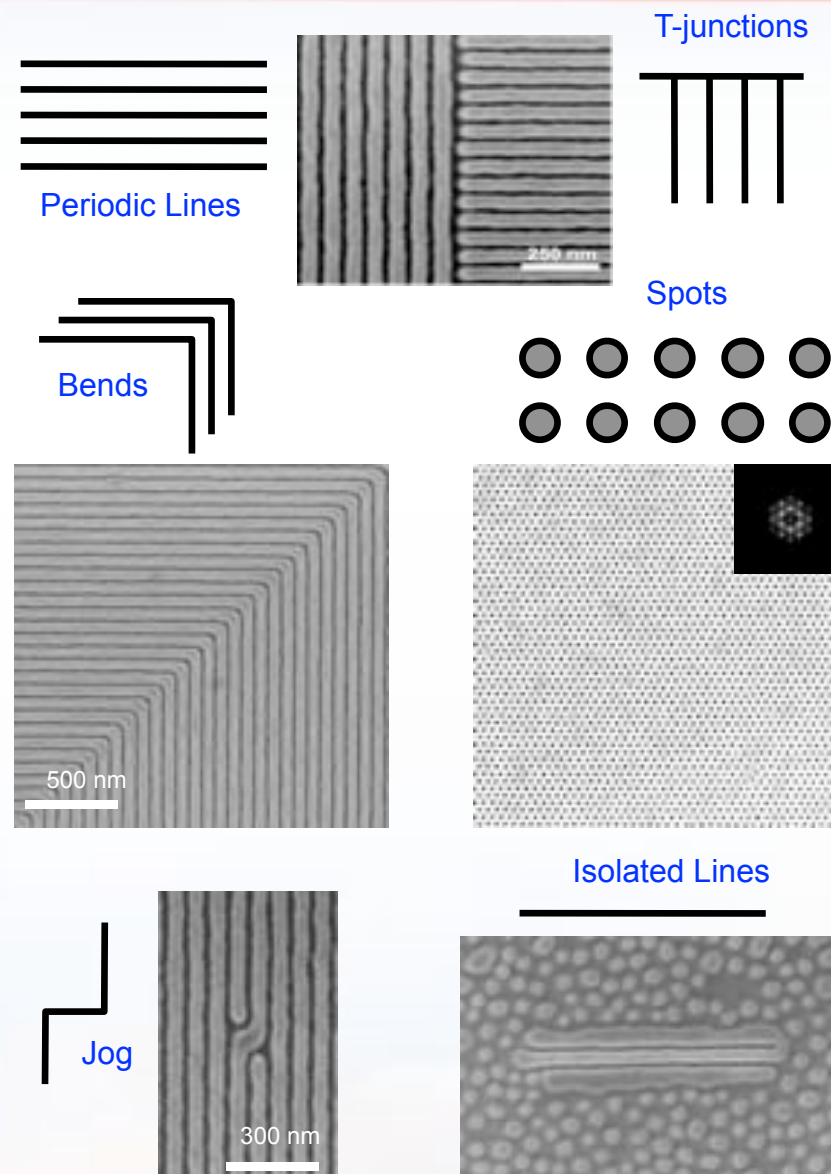 T-junctions
Periodic Lines
250 nm
Spots
Bends
500 nm
Isolated Lines
Jog
300 nm